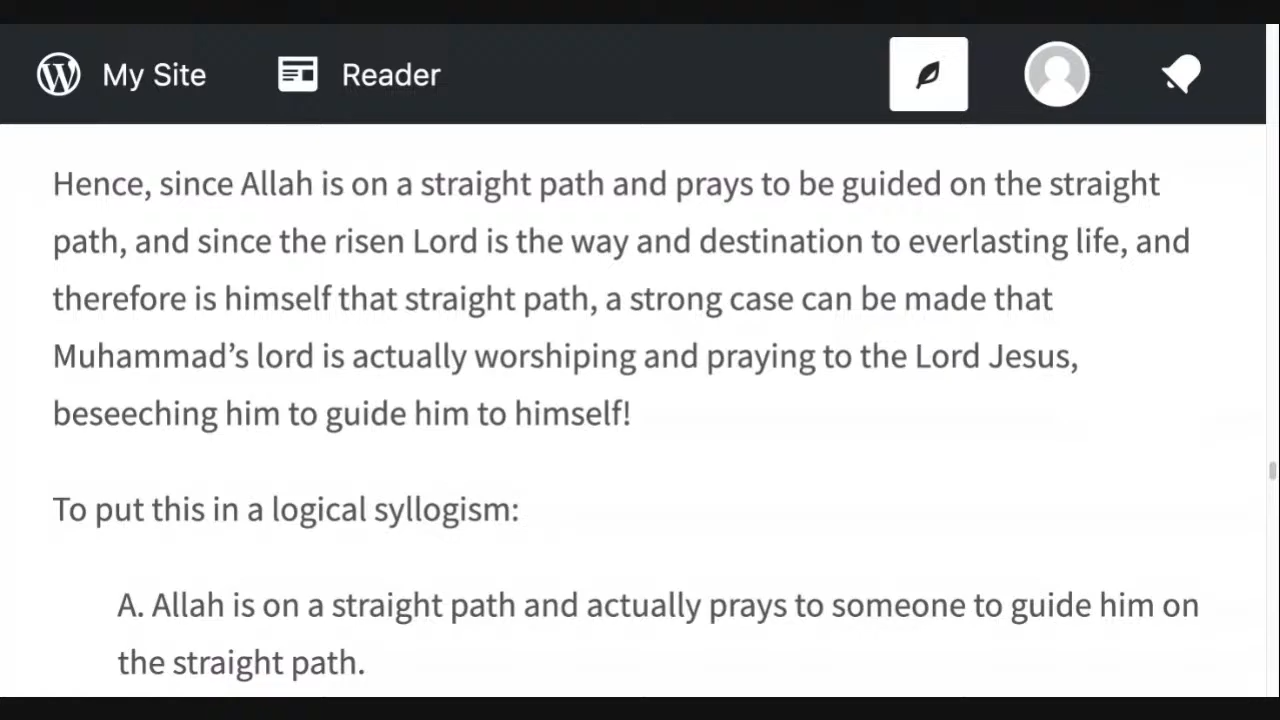 My Site
Reader
Hence, since Allah is on a straight path and prays to be guided on the straight
path, and since the risen Lord is the way and destination to everlasting life, and
therefore is himself that straight path, a strong case can be made that
Muhammad’s lord is actually worshiping and praying to the Lord Jesus,
beseeching him to guide him to himself!
To put this in a logical syllogism:
A. Allah is on a straight path and actually prays to someone to guide him on
the straight path.